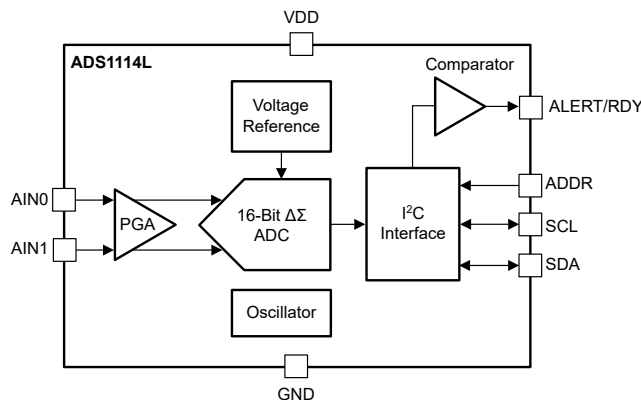 VDD
ADS1114L
Comparator
Voltage
Reference
ALERT/RDY
AIN0
PGA
16-Bit ΔΣ
ADC
I²C
Interface
ADDR
SCL
AIN1
SDA
Oscillator
GND